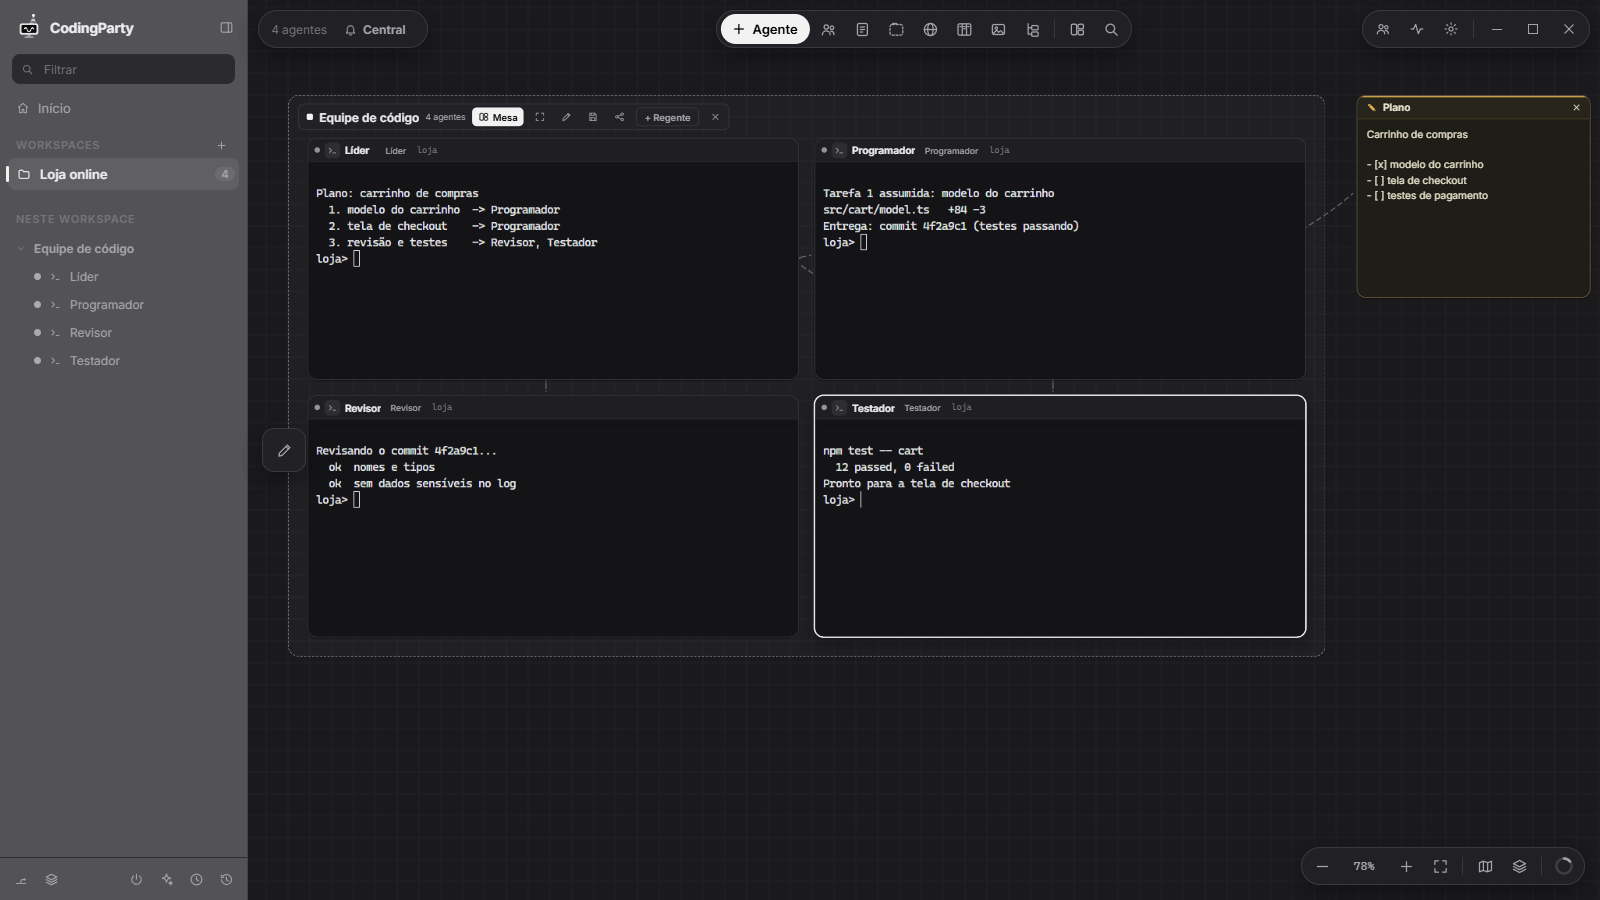 CodingParty
Filtrar
Início
WORKSPACES
Loja online 4
NESTE WORKSPACE
Equipe de código
Líder
Programador
Revisor
Testador
4 agentes Central
+ Agente
Equipe de código 4 agentes Mesa + Regente
Líder Líder loja
Plano: carrinho de compras
1. modelo do carrinho -> Programador
2. tela de checkout -> Programador
3. revisão e testes -> Revisor, Testador
loja>
Programador Programador loja
Tarefa 1 assumida: modelo do carrinho
src/cart/model.ts +84 -3
Entrega: commit 4f2a9c1 (testes passando)
loja>
Revisor Revisor loja
Revisando o commit 4f2a9c1...
ok nomes e tipos
ok sem dados sensíveis no log
loja>
Testador Testador loja
npm test -- cart
12 passed, 0 failed
Pronto para a tela de checkout
loja>
Plano
Carrinho de compras
- [x] modelo do carrinho
- [ ] tela de checkout
- [ ] testes de pagamento
78%